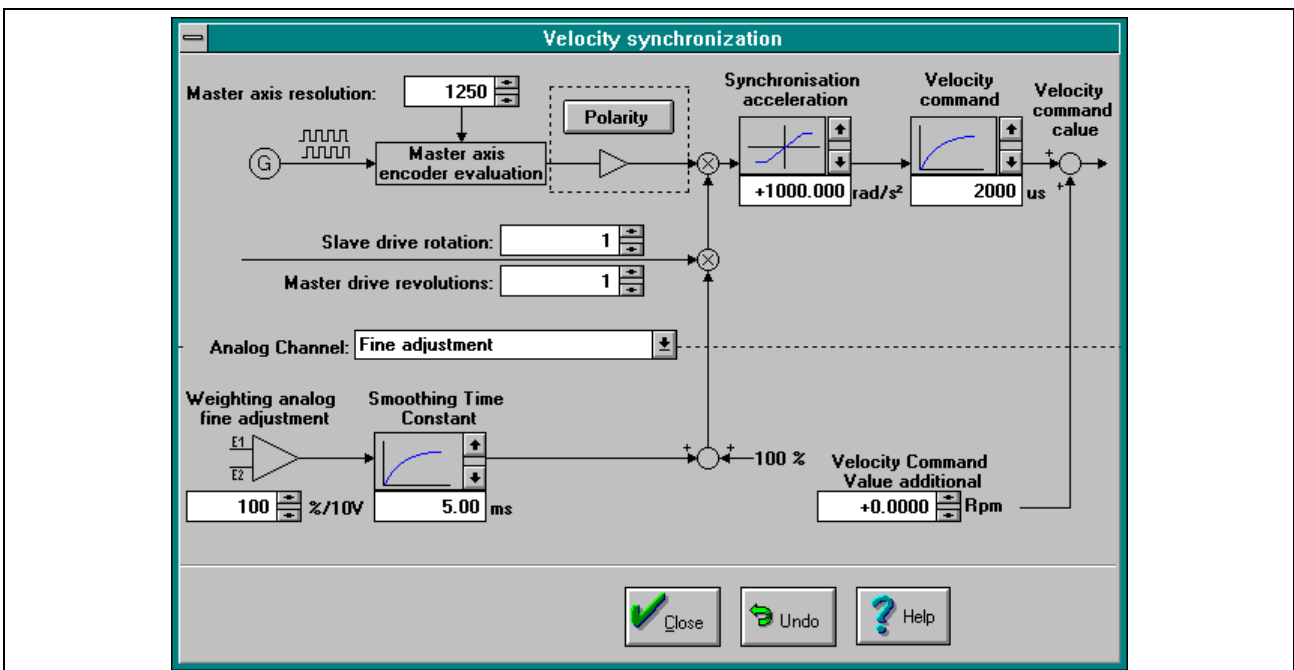 Velocity synchronization
Master axis resolution:
1250
Polarity
Synchronisation
acceleration
Velocity
command
Velocity
command
calue
G
Master axis
encoder evaluation
+1000.000 rad/s²
2000 us
+
+
Slave drive rotation:
1
Master drive revolutions:
1
Analog Channel:
Fine adjustment
Weighting analog
fine adjustment
Smoothing Time
Constant
E1
E2
100 %/10V
5.00 ms
+
+
100 %
Velocity Command
Value additional
+0.0000 Rpm
Close
Undo
Help